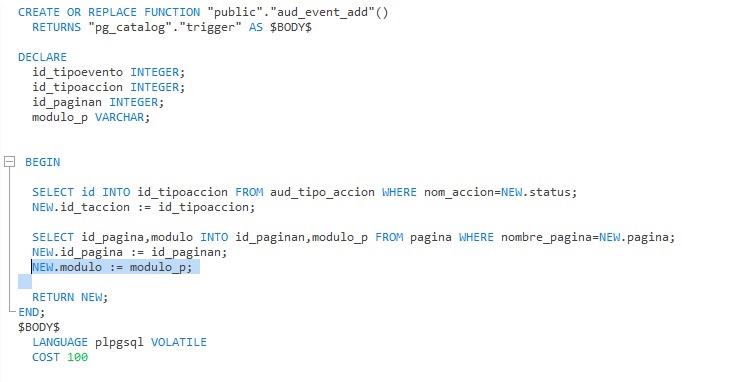 CREATE OR REPLACE FUNCTION "public"."aud_event_add"()
RETURNS "pg_catalog"."trigger" AS $BODY$
DECLARE
id_tipoevento INTEGER;
id_tipoaccion INTEGER;
id_paginan INTEGER;
modulo_p VARCHAR;
BEGIN
SELECT id INTO id_tipoaccion FROM aud_tipo_accion WHERE nom_accion=NEW.status;
NEW.id_taccion := id_tipoaccion;
SELECT id_pagina,modulo INTO id_paginan,modulo_p FROM pagina WHERE nombre_pagina=NEW.pagina;
NEW.id_pagina := id_paginan;
NEW.modulo := modulo_p;
RETURN NEW;
END;
$BODY$
LANGUAGE plpgsql VOLATILE
COST 100